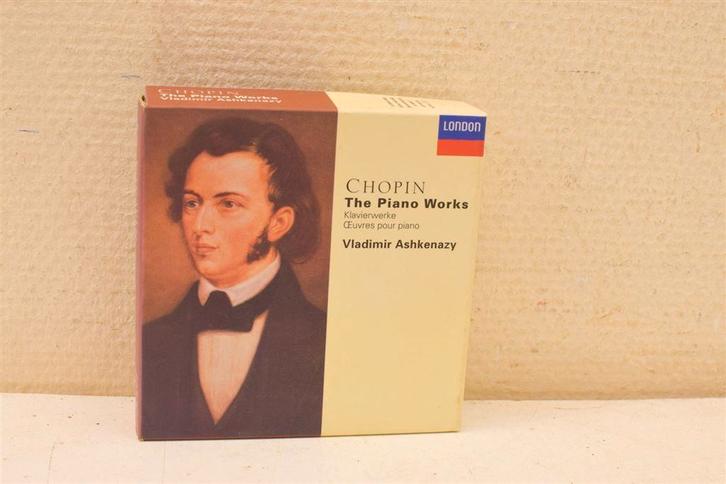 CHOPIN
The Piano Works
Vladimir Ashkenazy
LONDON
CHOPIN
The Piano Works
Klavierwerke
Œuvres pour piano
Vladimir Ashkenazy